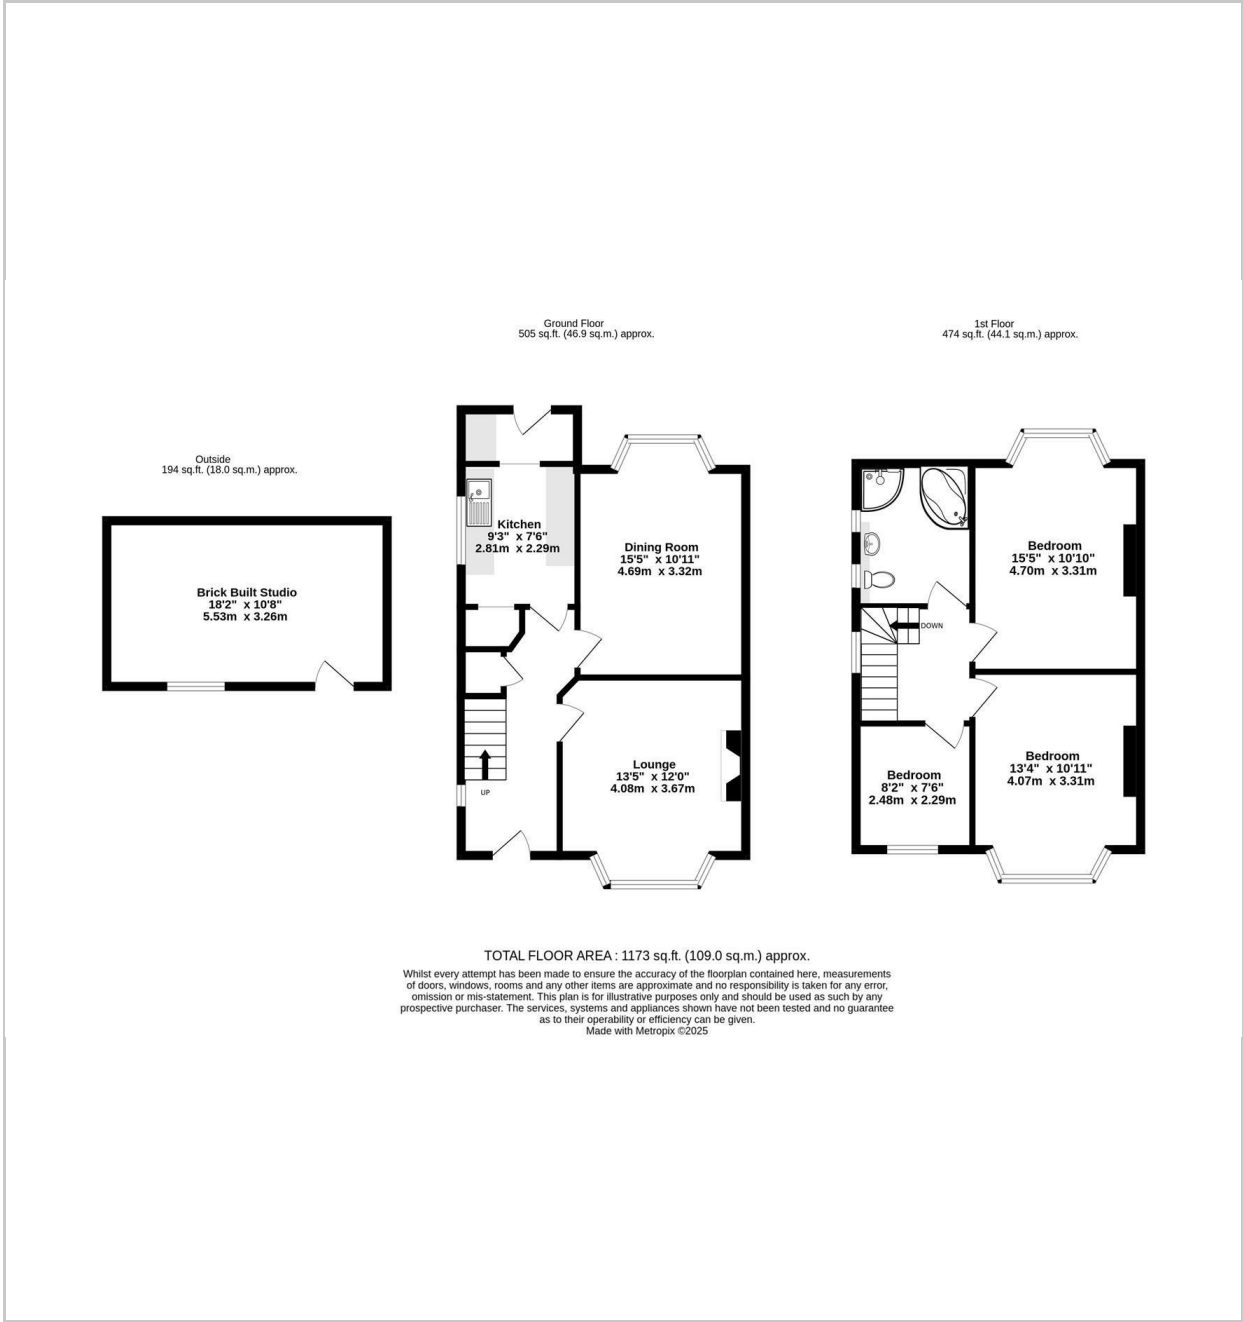 Ground Floor
505 sq.ft. (46.9 sq.m.) approx.
1st Floor
474 sq.ft. (44.1 sq.m.) approx.
Outside
194 sq.ft. (18.0 sq.m.) approx.
Brick Built Studio
18'2" x 10'8"
5.53m x 3.26m
Kitchen
9'3" x 7'6"
2.81m x 2.29m
Dining Room
15'5" x 10'11"
4.69m x 3.32m
Lounge
13'5" x 12'0"
4.08m x 3.67m
UP
Bedroom
15'5" x 10'10"
4.70m x 3.31m
DOWN
Bedroom
13'4" x 10'11"
4.07m x 3.31m
Bedroom
8'2" x 7'6"
2.48m x 2.29m
TOTAL FLOOR AREA : 1173 sq.ft. (109.0 sq.m.) approx.
Whilst every attempt has been made to ensure the accuracy of the floorplan contained here, measurements
of doors, windows, rooms and any other items are approximate and no responsibility is taken for any error,
omission or mis-statement. This plan is for illustrative purposes only and should be used as such by any
prospective purchaser. The services, systems and appliances shown have not been tested and no guarantee
as to their operability or efficiency can be given.
Made with Metropix ©2025